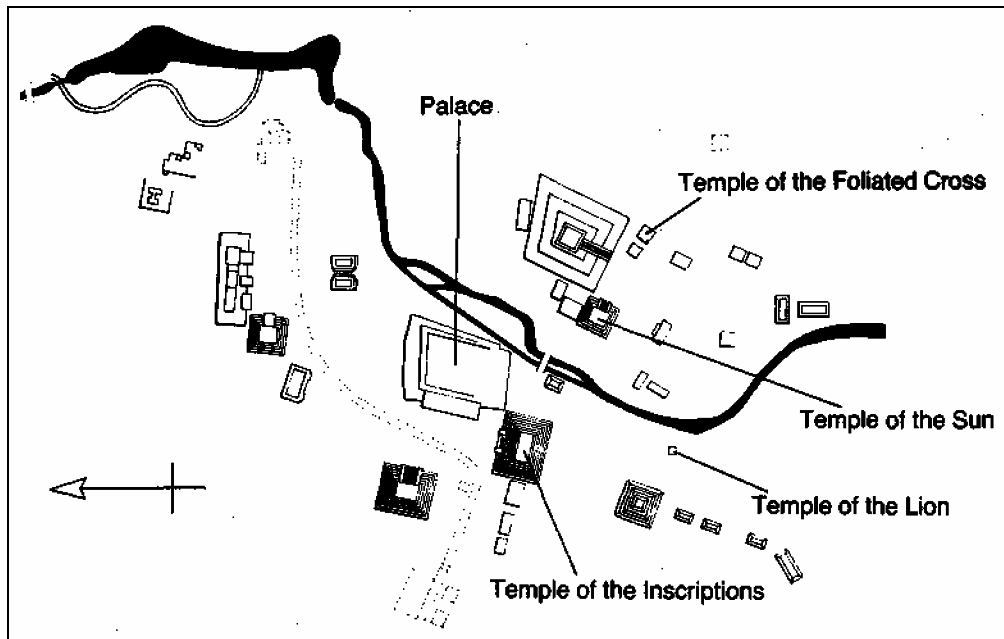 Palace
Temple of the Foliated Cross
Temple of the Sun
Temple of the Lion
Temple of the Inscriptions